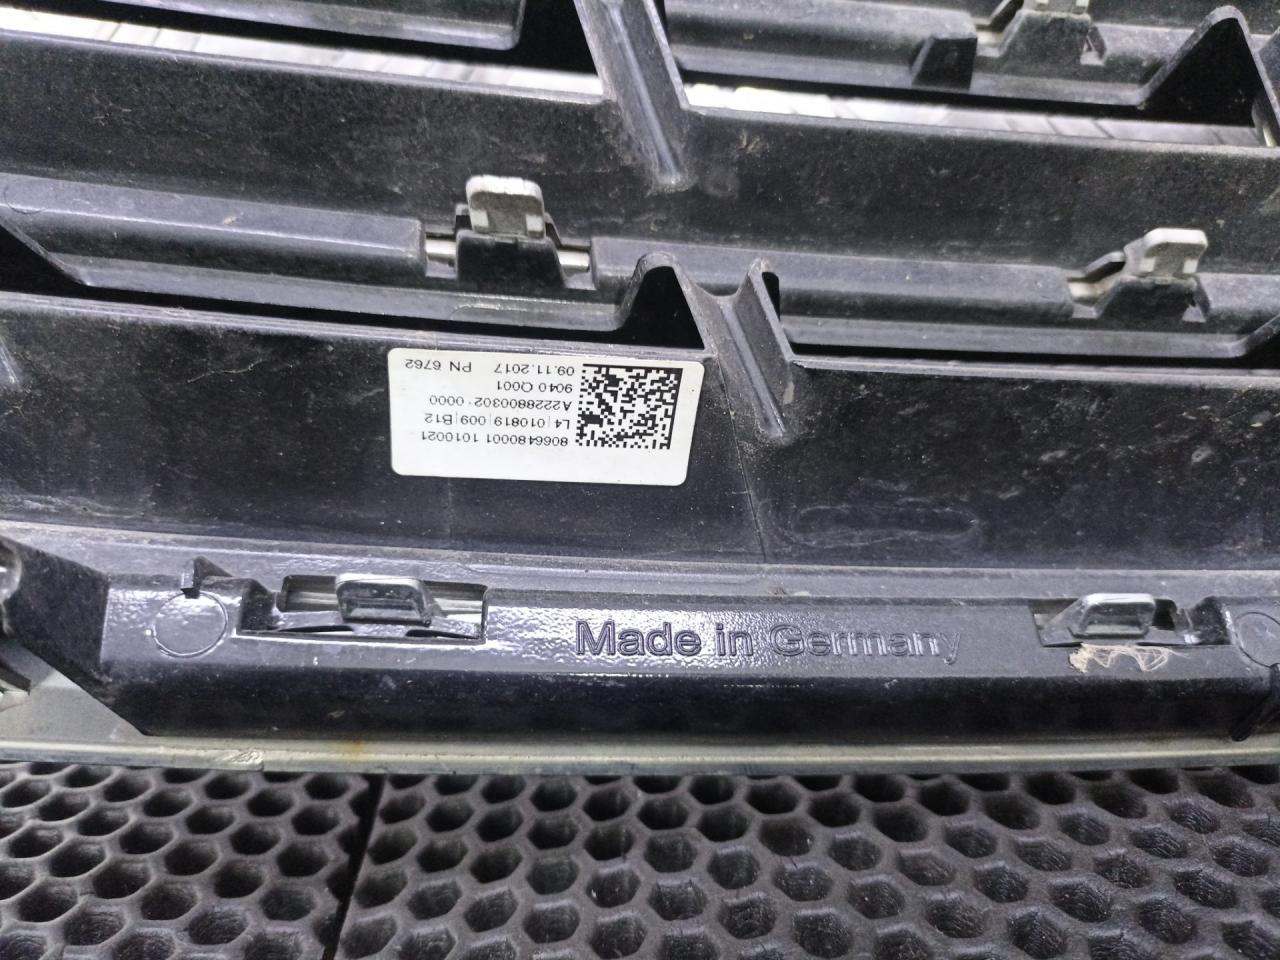 8066480001 1010021
L4|010819|009|B12
A2228800302 0000
9040 Q001
09.11.2017 PN 6762
Made in Germany